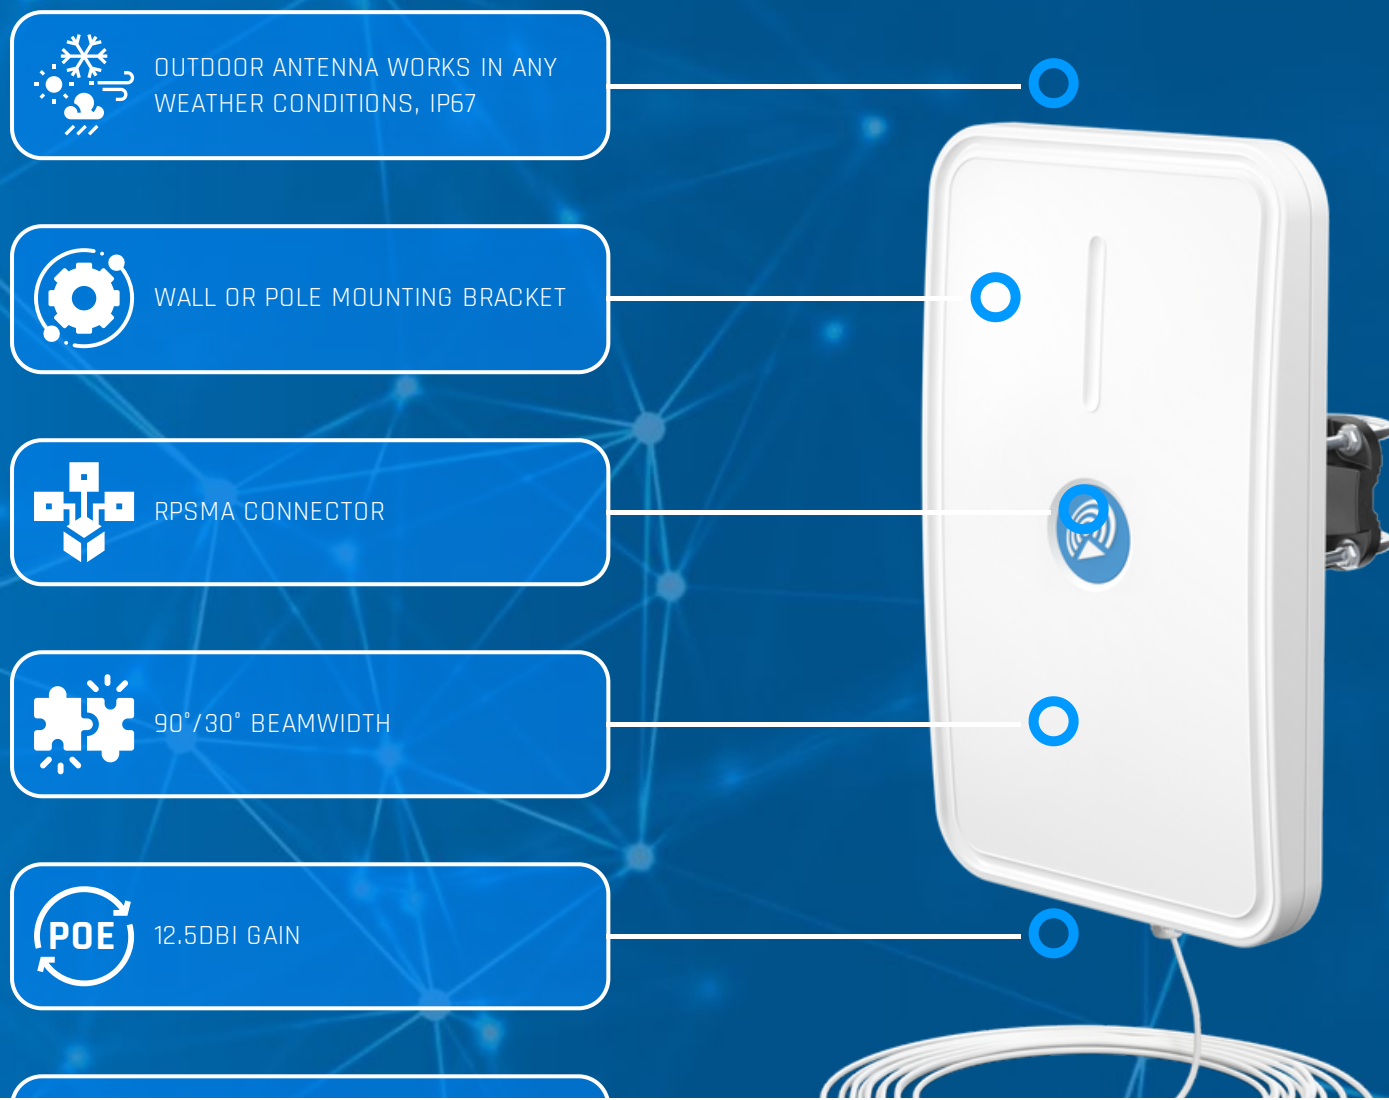 OUTDOOR ANTENNA WORKS IN ANY
WEATHER CONDITIONS, IP67
WALL OR POLE MOUNTING BRACKET
RPSMA CONNECTOR
90°/30° BEAMWIDTH
POE
12.5DBI GAIN